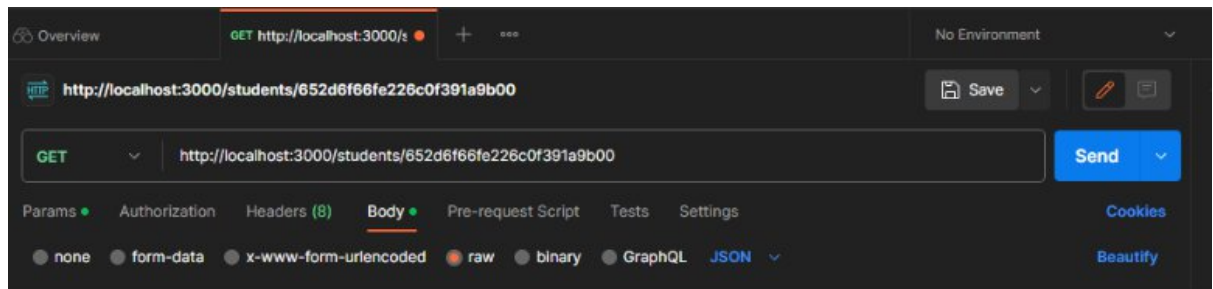 Overview GET http://localhost:3000/s No Environment
HTTP http://localhost:3000/students/652d6f66fe226c0f391a9b00 Save
GET http://localhost:3000/students/652d6f66fe226c0f391a9b00 Send
Params Authorization Headers (8) Body Pre-request Script Tests Settings Cookies
none form-data x-www-form-urlencoded raw binary GraphQL JSON Beautify